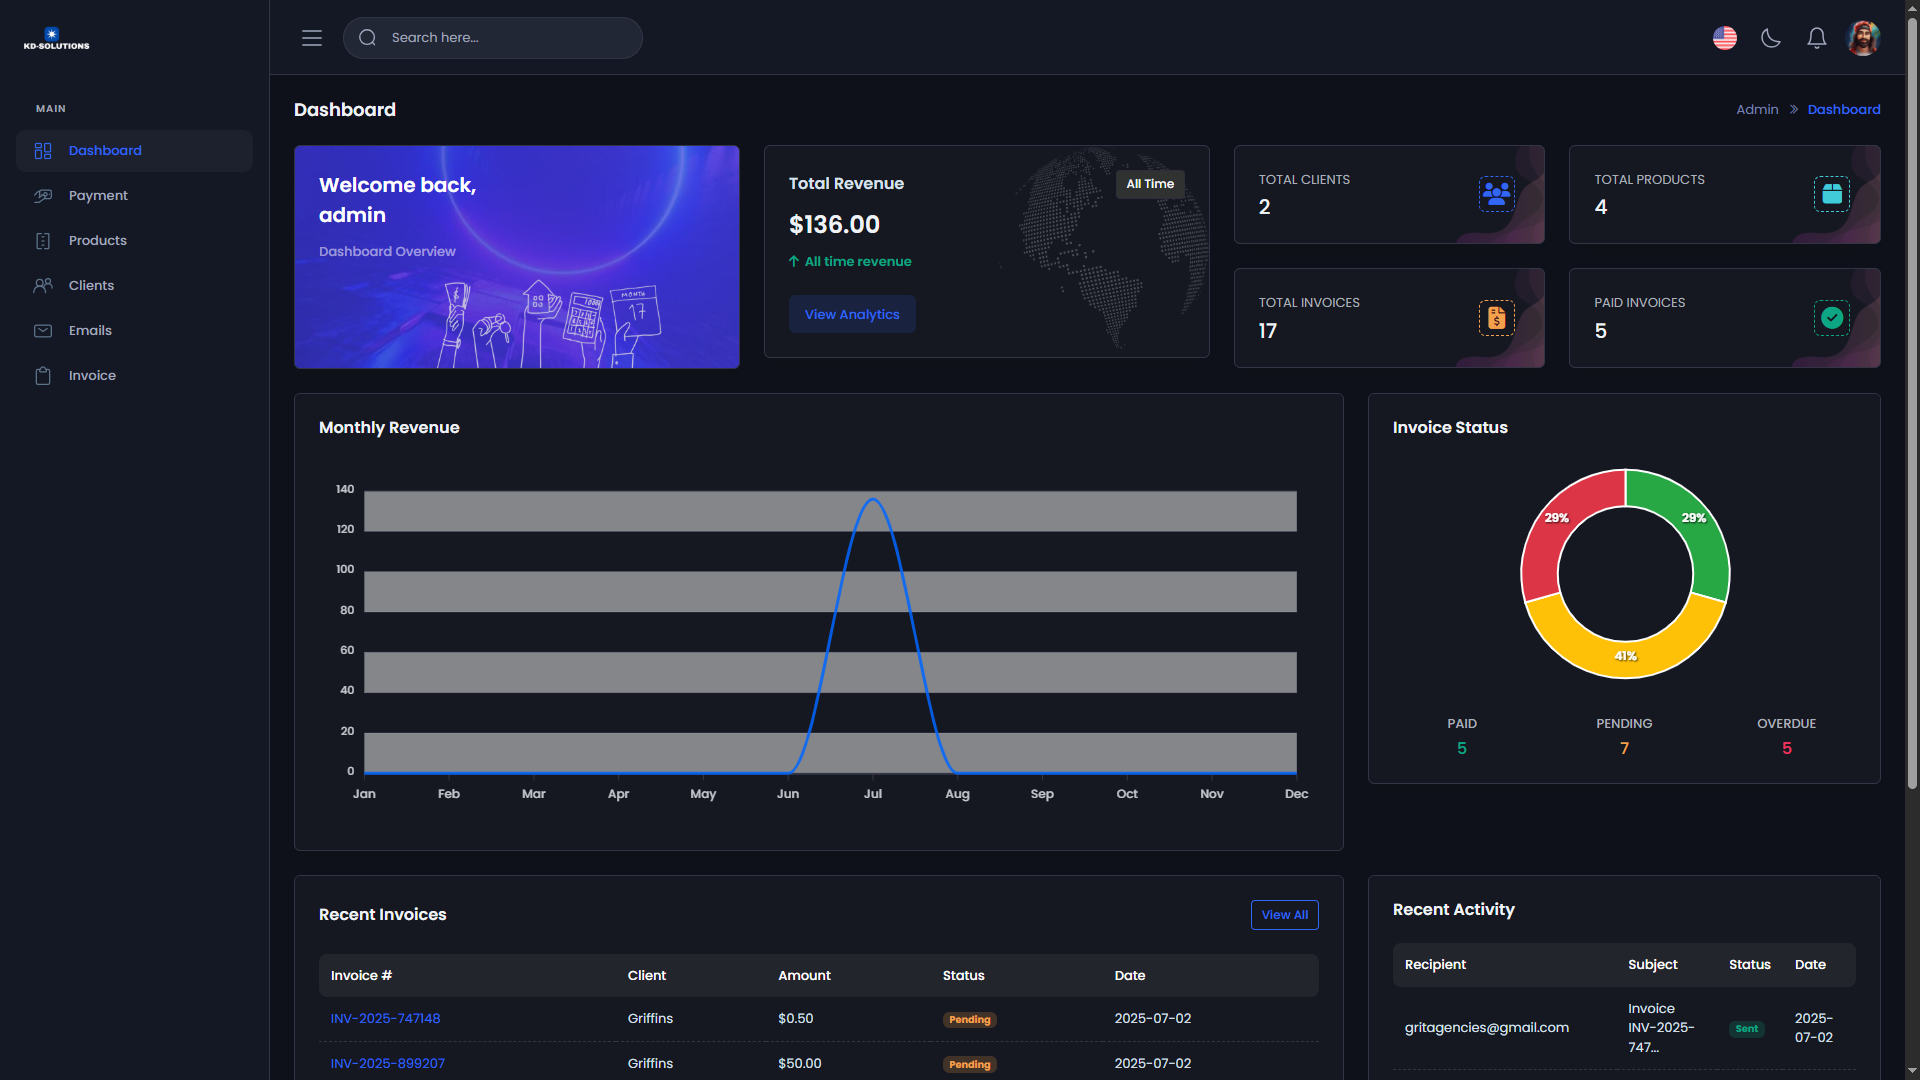 KD-SOLUTIONS
Search here...
MAIN
Dashboard
Payment
Products
Clients
Emails
Invoice
Dashboard
Admin
Dashboard
Welcome back,
admin
Dashboard Overview
MONTH
17
Total Revenue
All Time
$136.00
All time revenue
View Analytics
TOTAL CLIENTS
2
TOTAL PRODUCTS
4
TOTAL INVOICES
17
PAID INVOICES
5
Monthly Revenue
140
120
100
80
60
40
20
0
Jan Feb Mar Apr May Jun Jul Aug Sep Oct Nov Dec
Invoice Status
29% 29%
41%
PAID PENDING OVERDUE
5 7 5
Recent Invoices
View All
Invoice # Client Amount Status Date
INV-2025-747148 Griffins $0.50 Pending 2025-07-02
INV-2025-899207 Griffins $50.00 Pending 2025-07-02
Recent Activity
Recipient Subject Status Date
gritagencies@gmail.com
Invoice
INV-2025-
747...
Sent
2025-
07-02